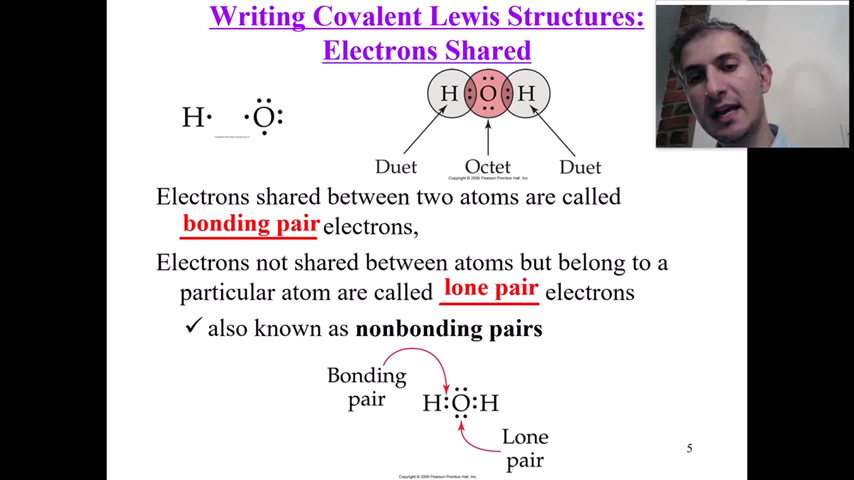 Writing Covalent Lewis Structures:
Electrons Shared
H· ·O:
H:O:H
Duet Octet Duet
Copyright © 2006 Pearson Prentice Hall, Inc.
Electrons shared between two atoms are called
bonding pair electrons,
Electrons not shared between atoms but belong to a
particular atom are called lone pair electrons
✓ also known as nonbonding pairs
Bonding
pair
H:O:H
Lone
pair
5
Copyright © 2006 Pearson Prentice Hall, Inc.